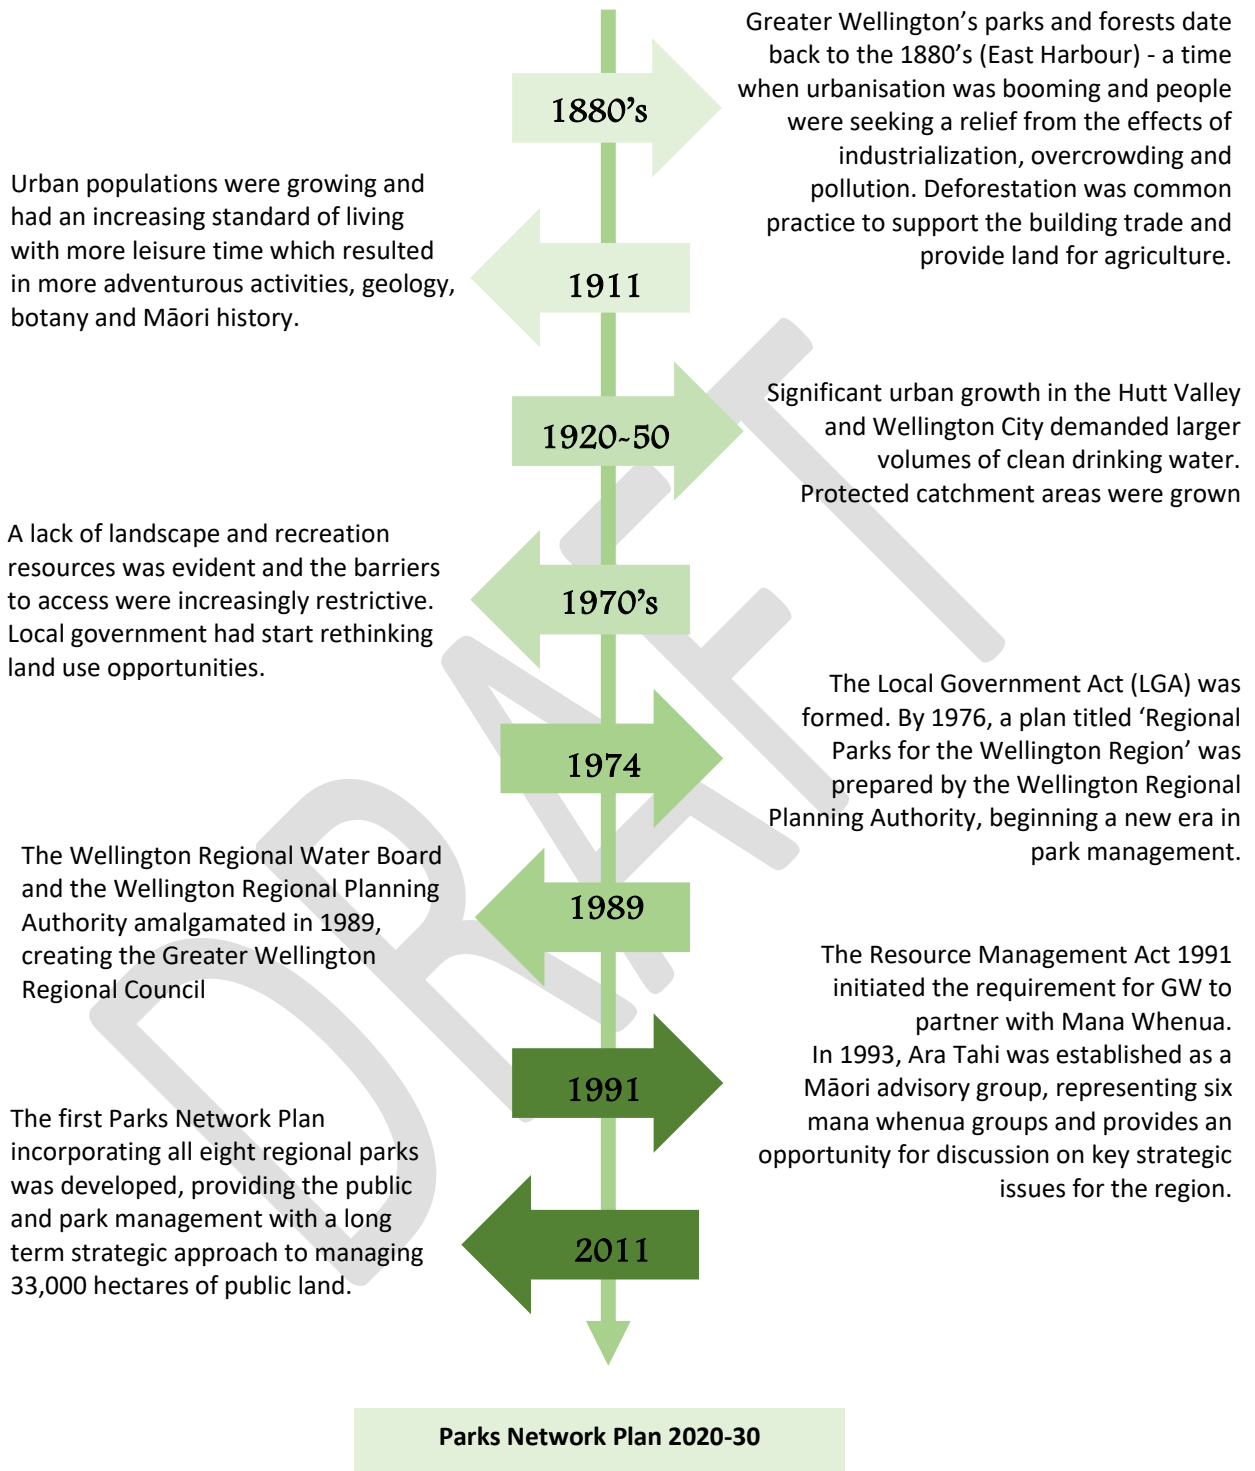 1880's
Greater Wellington's parks and forests date
back to the 1880's (East Harbour) - a time
when urbanisation was booming and people
were seeking a relief from the effects of
industrialization, overcrowding and
pollution. Deforestation was common
practice to support the building trade and
provide land for agriculture.
1911
Urban populations were growing and
had an increasing standard of living
with more leisure time which resulted
in more adventurous activities, geology,
botany and Māori history.
1920-50
Significant urban growth in the Hutt Valley
and Wellington City demanded larger
volumes of clean drinking water.
Protected catchment areas were grown
1970's
A lack of landscape and recreation
resources was evident and the barriers
to access were increasingly restrictive.
Local government had start rethinking
land use opportunities.
1974
The Local Government Act (LGA) was
formed. By 1976, a plan titled 'Regional
Parks for the Wellington Region' was
prepared by the Wellington Regional
Planning Authority, beginning a new era in
park management.
1989
The Wellington Regional Water Board
and the Wellington Regional Planning
Authority amalgamated in 1989,
creating the Greater Wellington
Regional Council
1991
The Resource Management Act 1991
initiated the requirement for GW to
partner with Mana Whenua.
In 1993, Ara Tahi was established as a
Māori advisory group, representing six
mana whenua groups and provides an
opportunity for discussion on key strategic
issues for the region.
2011
The first Parks Network Plan
incorporating all eight regional parks
was developed, providing the public
and park management with a long
term strategic approach to managing
33,000 hectares of public land.
Parks Network Plan 2020-30
DRAFT